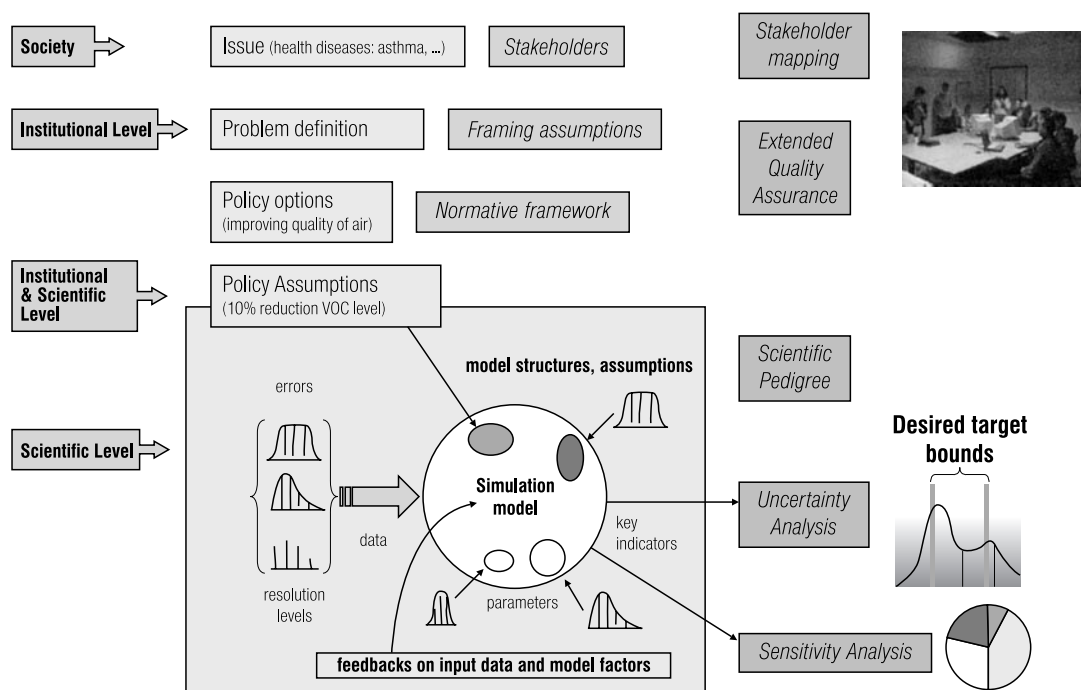 Society
Issue (health diseases: asthma, ...)
Stakeholders
Stakeholder
mapping
Institutional Level
Problem definition
Framing assumptions
Extended
Quality
Assurance
Policy options
(improving quality of air)
Normative framework
Institutional
& Scientific
Level
Policy Assumptions
(10% reduction VOC level)
model structures, assumptions
Scientific
Pedigree
errors
Scientific Level
Desired target
bounds
Simulation
model
data
key
indicators
Uncertainty
Analysis
resolution
levels
parameters
feedbacks on input data and model factors
Sensitivity Analysis